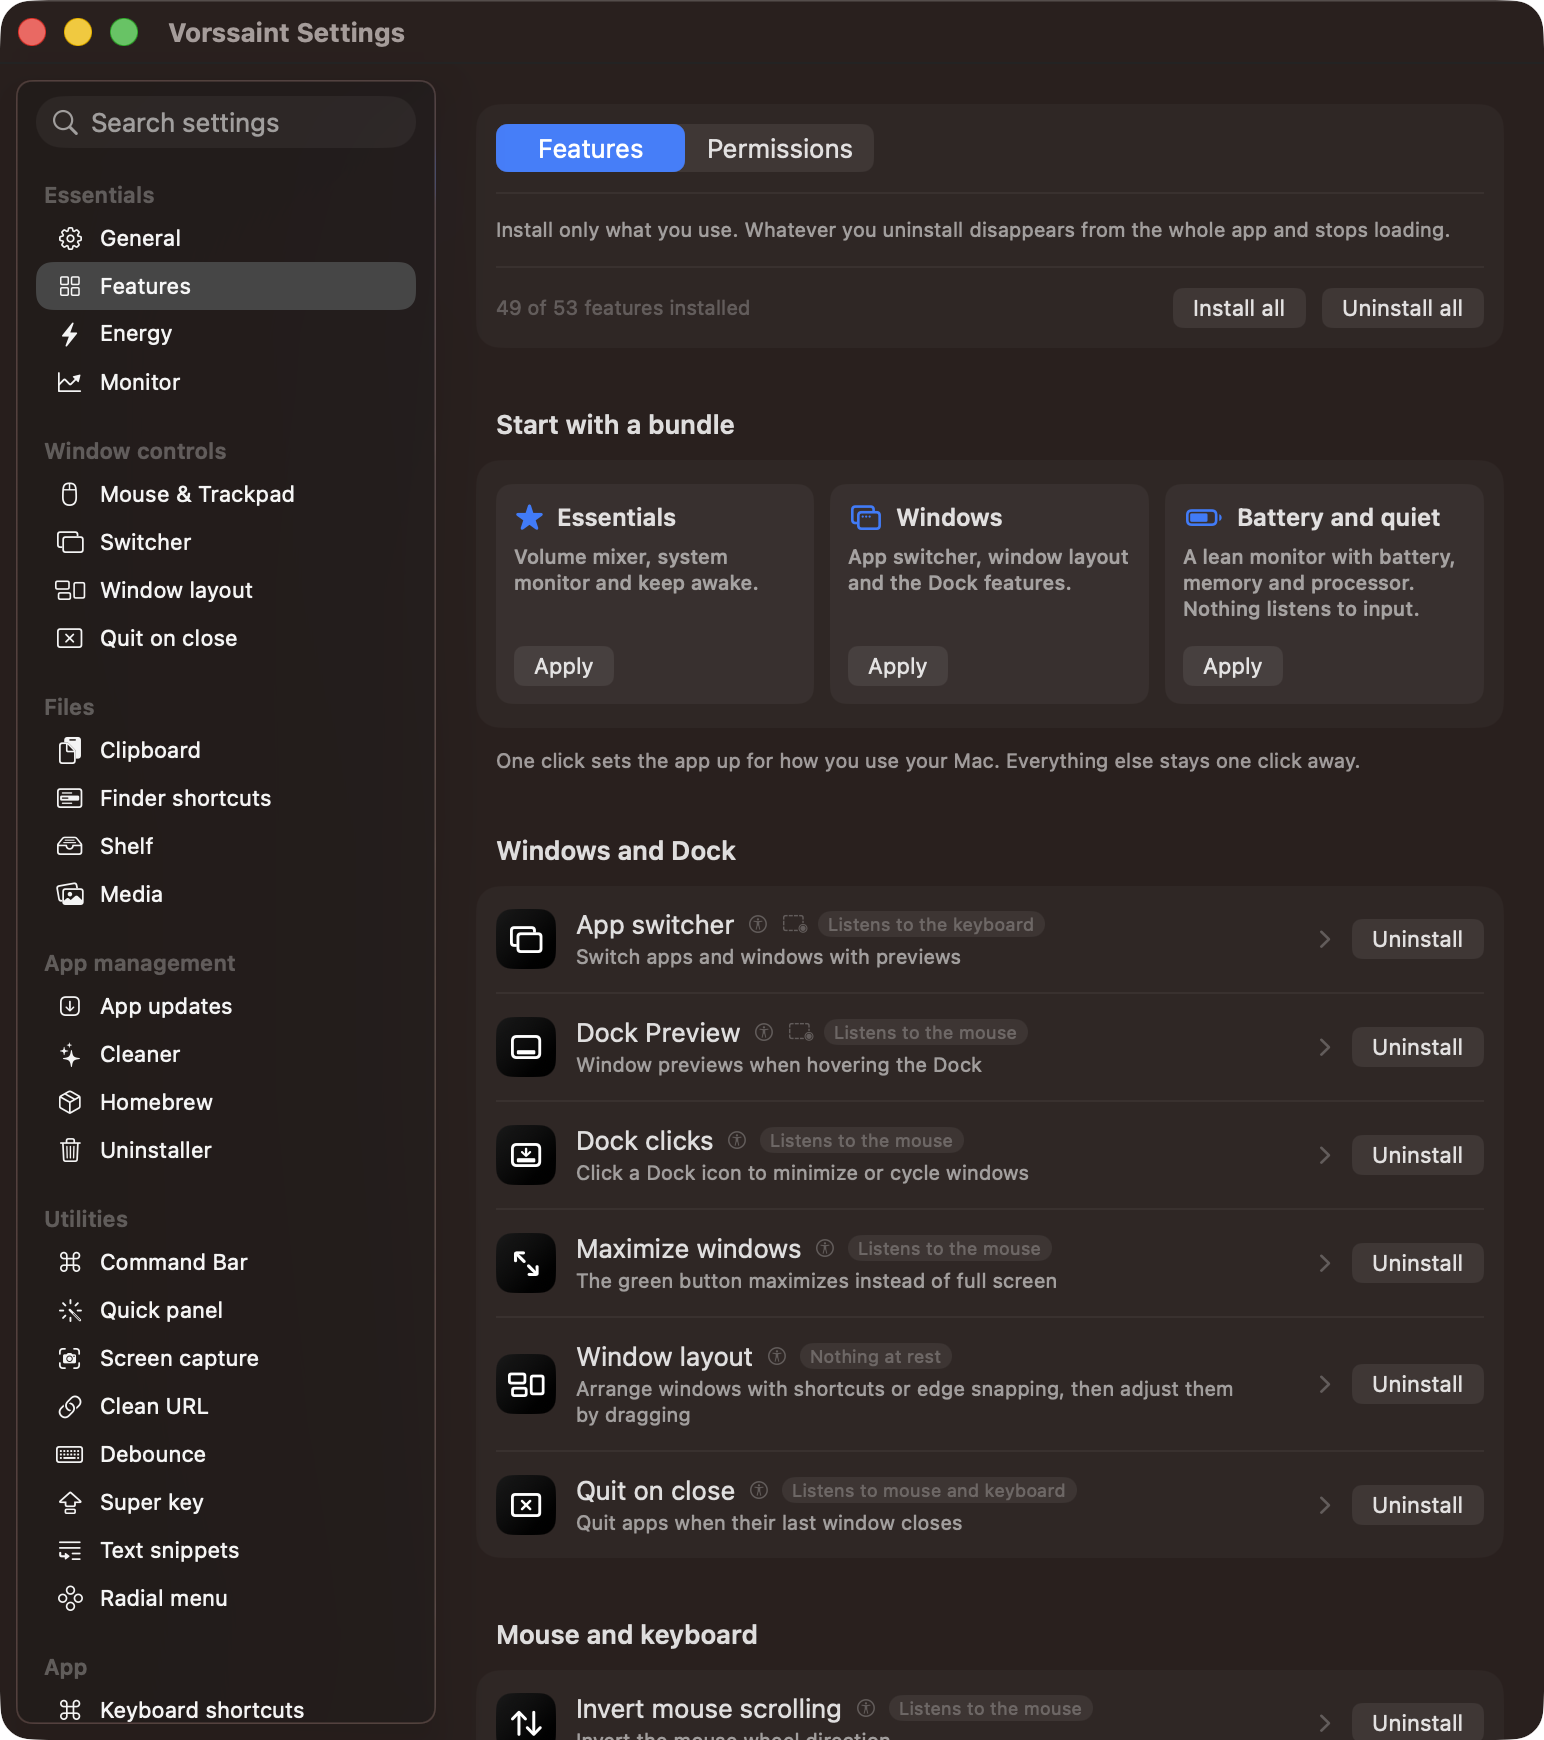 Vorssaint Settings
Search settings
Essentials
General
Features
Energy
Monitor
Window controls
Mouse & Trackpad
Switcher
Window layout
Quit on close
Files
Clipboard
Finder shortcuts
Shelf
Media
App management
App updates
Cleaner
Homebrew
Uninstaller
Utilities
Command Bar
Quick panel
Screen capture
Clean URL
Debounce
Super key
Text snippets
Radial menu
App
Keyboard shortcuts
Features
Permissions
Install only what you use. Whatever you uninstall disappears from the whole app and stops loading.
49 of 53 features installed
Install all
Uninstall all
Start with a bundle
Essentials
Volume mixer, system
monitor and keep awake.
Apply
Windows
App switcher, window layout
and the Dock features.
Apply
Battery and quiet
A lean monitor with battery,
memory and processor.
Nothing listens to input.
Apply
One click sets the app up for how you use your Mac. Everything else stays one click away.
Windows and Dock
App switcher
Listens to the keyboard
Switch apps and windows with previews
Uninstall
Dock Preview
Listens to the mouse
Window previews when hovering the Dock
Uninstall
Dock clicks
Listens to the mouse
Click a Dock icon to minimize or cycle windows
Uninstall
Maximize windows
Listens to the mouse
The green button maximizes instead of full screen
Uninstall
Window layout
Nothing at rest
Arrange windows with shortcuts or edge snapping, then adjust them
by dragging
Uninstall
Quit on close
Listens to mouse and keyboard
Quit apps when their last window closes
Uninstall
Mouse and keyboard
Invert mouse scrolling
Listens to the mouse
Invert the mouse wheel direction
Uninstall